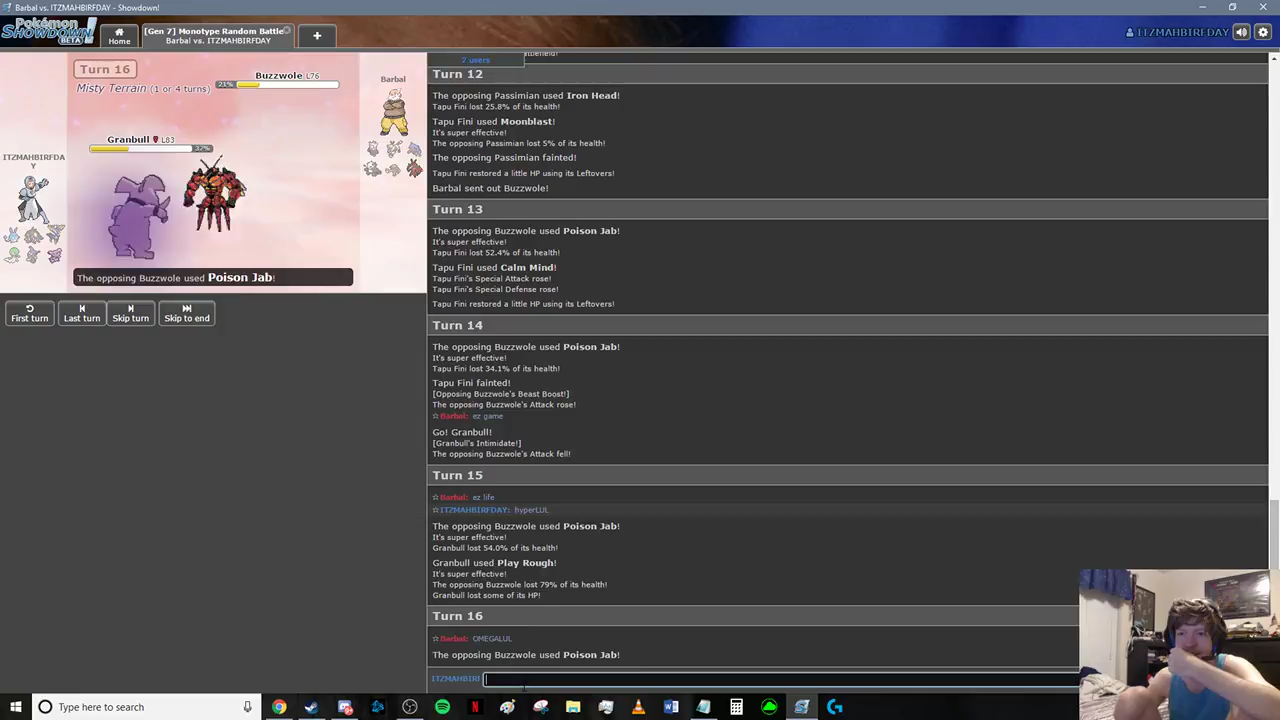 Barbal vs. ITZMAHBIRFDAY - Showdown!
Pokémon
SHOWDOWN!
BETA
Home
[Gen 7] Monotype Random Battle
Barbal vs. ITZMAHBIRFDAY
ITZMAHBIRFDAY
Turn 16
Misty Terrain (1 or 4 turns)
Buzzwole L76
21%
Barbal
Granbull L83
32%
ITZMAHBIRFDA
Y
The opposing Buzzwole used Poison Jab!
First turn
Last turn
Skip turn
Skip to end
7 users
Turn 12
The opposing Passimian used Iron Head!
Tapu Fini lost 25.8% of its health!
Tapu Fini used Moonblast!
It's super effective!
The opposing Passimian lost 5% of its health!
The opposing Passimian fainted!
Tapu Fini restored a little HP using its Leftovers!
Barbal sent out Buzzwole!
Turn 13
The opposing Buzzwole used Poison Jab!
It's super effective!
Tapu Fini lost 52.4% of its health!
Tapu Fini used Calm Mind!
Tapu Fini's Special Attack rose!
Tapu Fini's Special Defense rose!
Tapu Fini restored a little HP using its Leftovers!
Turn 14
The opposing Buzzwole used Poison Jab!
It's super effective!
Tapu Fini lost 34.1% of its health!
Tapu Fini fainted!
[Opposing Buzzwole's Beast Boost!]
The opposing Buzzwole's Attack rose!
☆Barbal: ez game
Go! Granbull!
[Granbull's Intimidate!]
The opposing Buzzwole's Attack fell!
Turn 15
☆Barbal: ez life
☆ITZMAHBIRFDAY: hyperLUL
The opposing Buzzwole used Poison Jab!
It's super effective!
Granbull lost 54.0% of its health!
Granbull used Play Rough!
It's super effective!
The opposing Buzzwole lost 79% of its health!
Granbull lost some of its HP!
Turn 16
☆Barbal: OMEGALUL
The opposing Buzzwole used Poison Jab!
ITZMAHBIRF
Type here to search